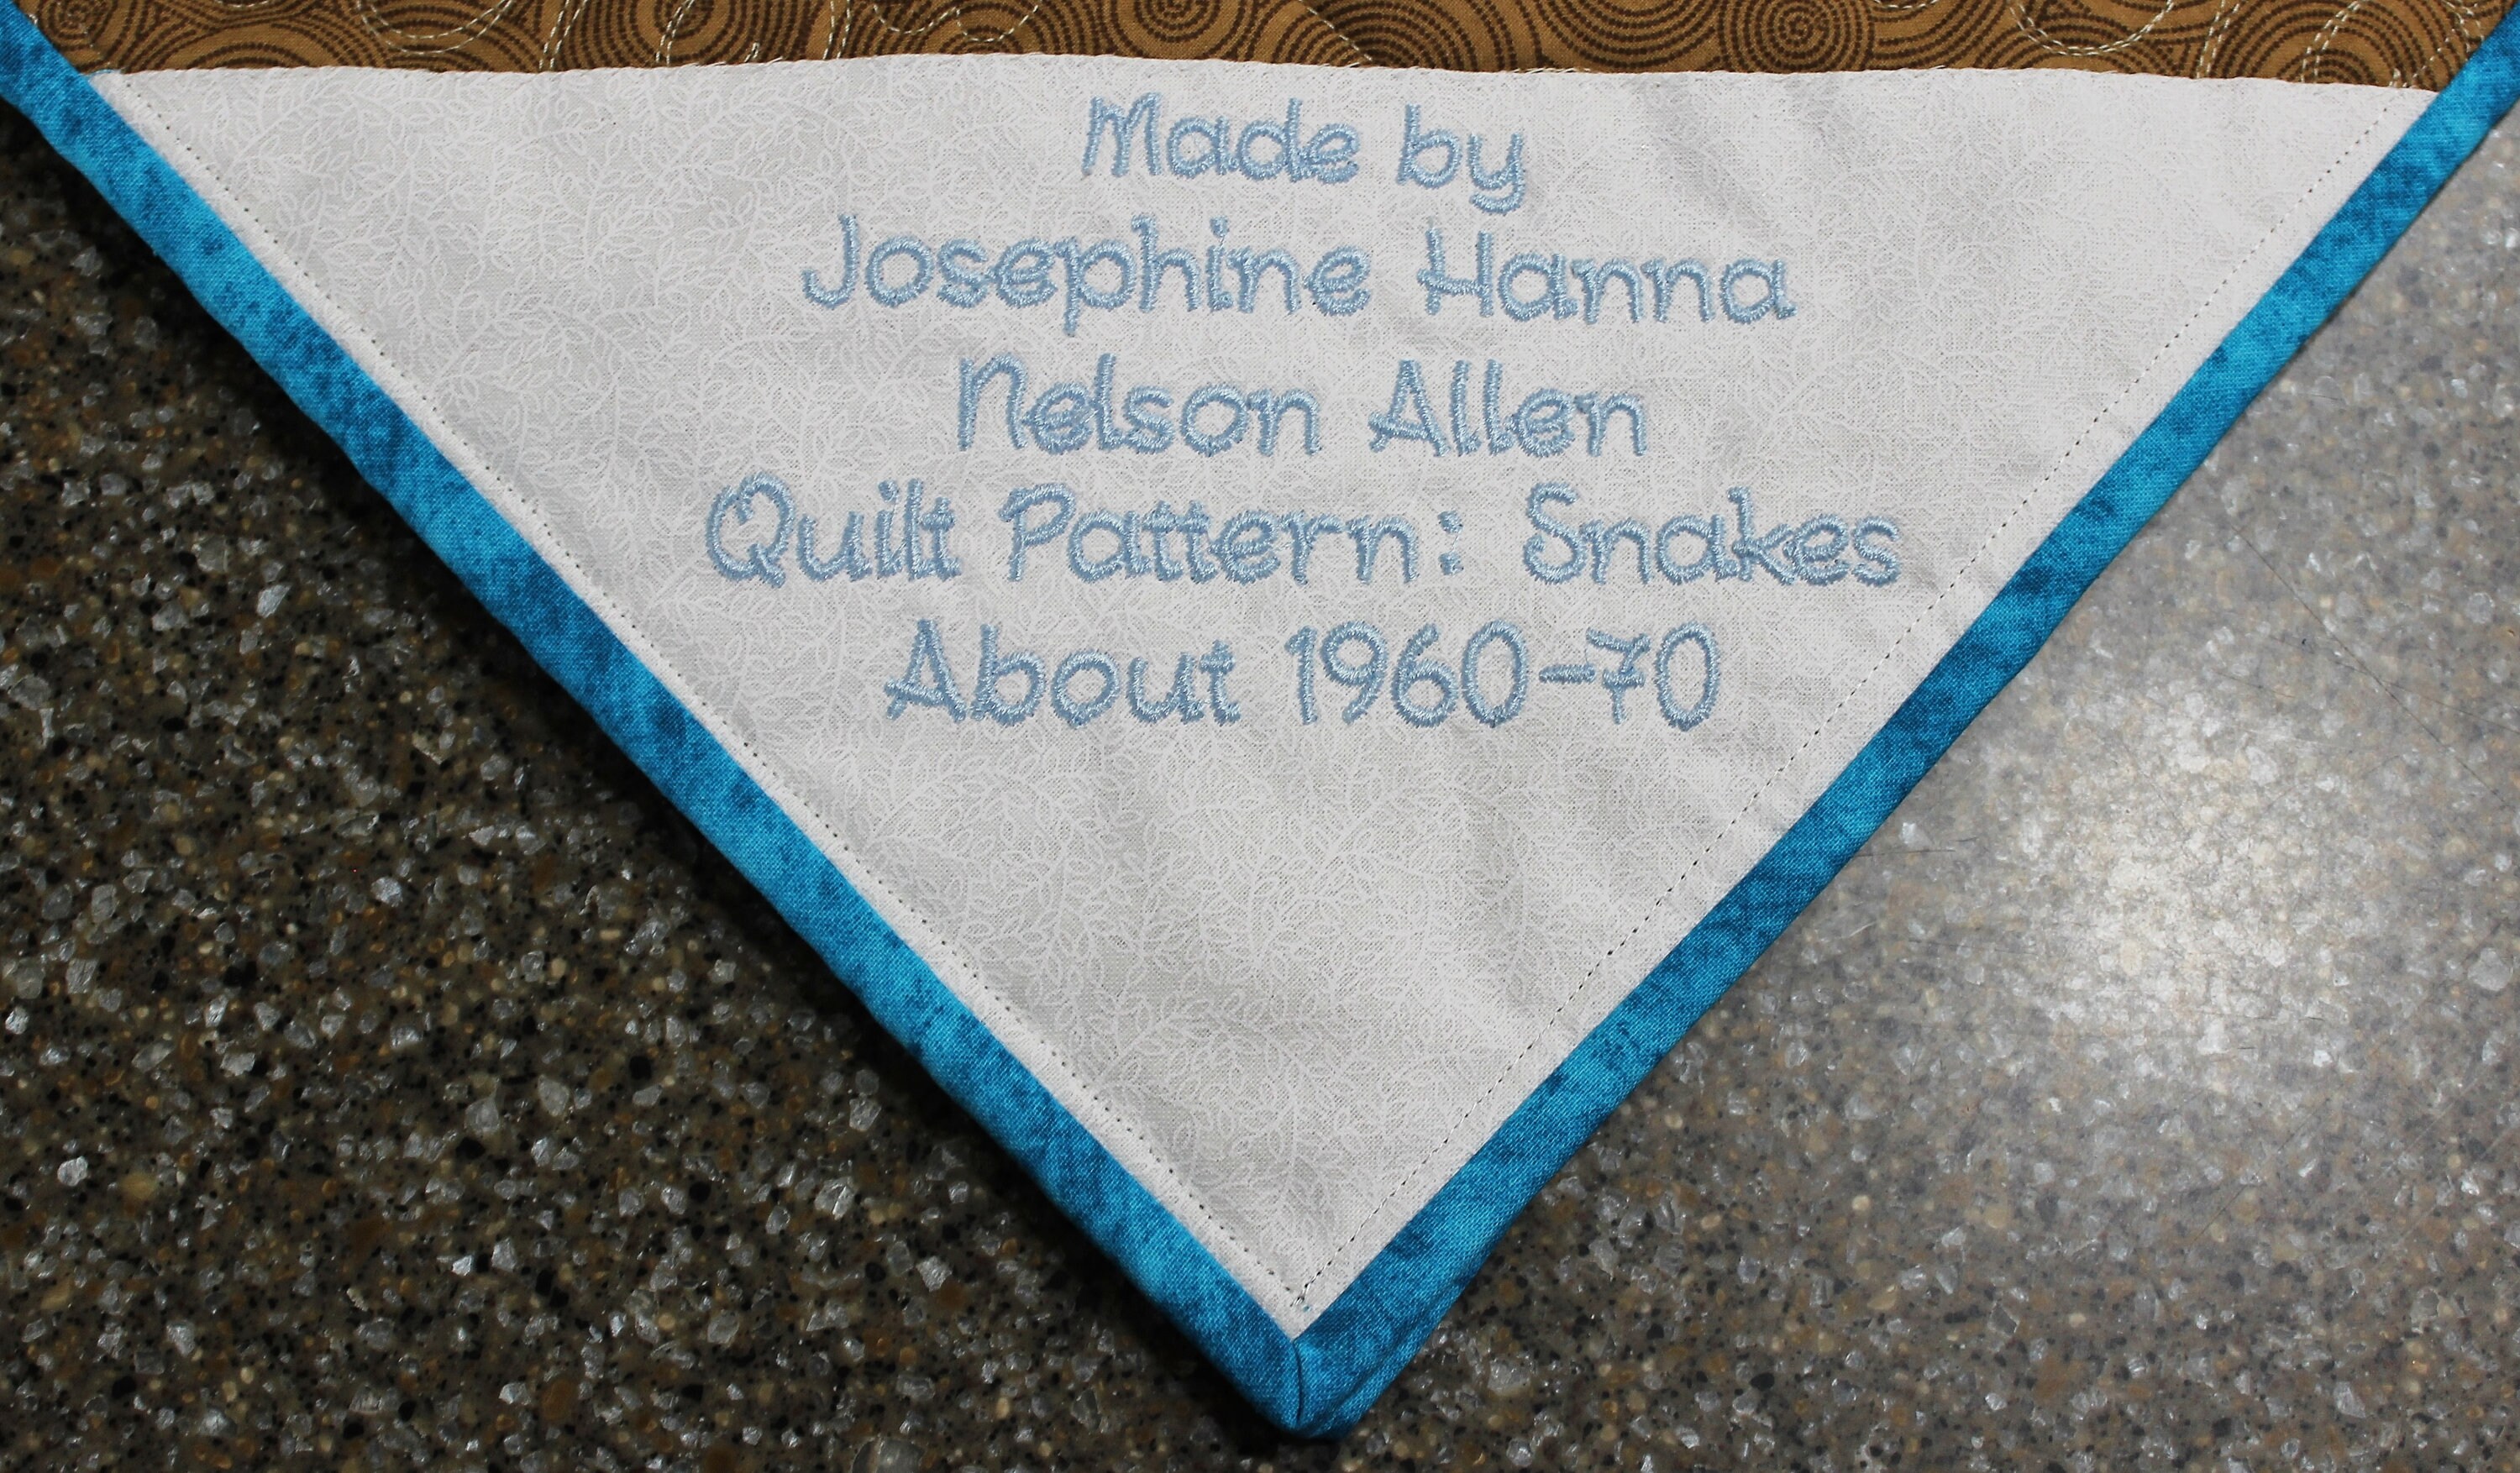 Made by
Josephine Hanna
Nelson Allen
Quilt Pattern: Snakes
About 1960-70